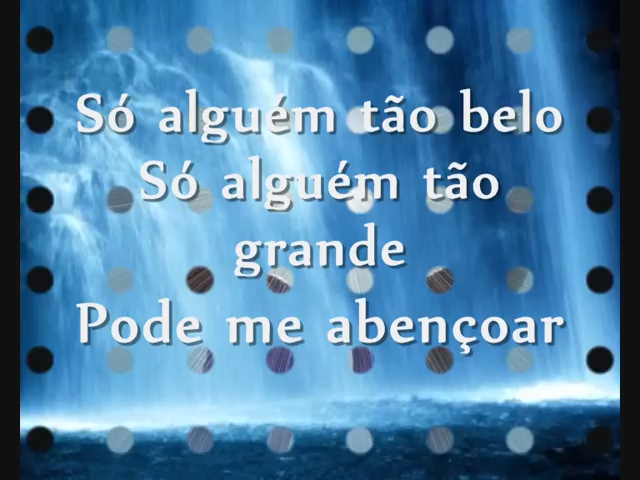 Só alguém tão belo
Só alguém tão
grande
Pode me abençoar